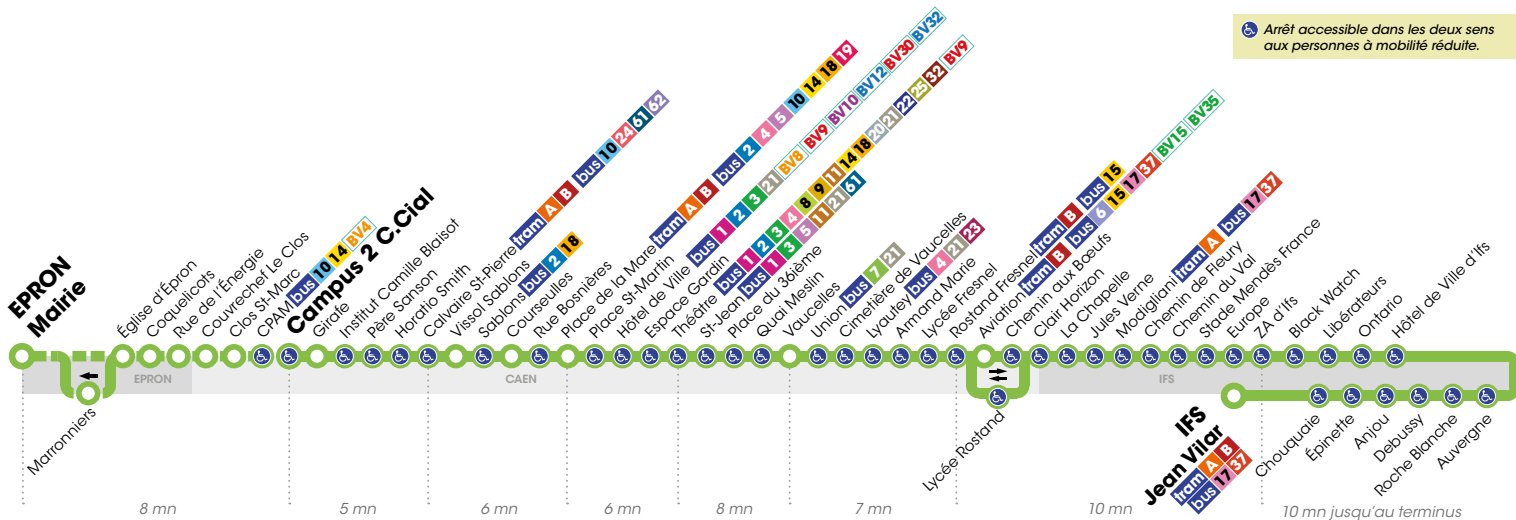 Arrêt accessible dans les deux sens
aux personnes à mobilité réduite.
EPRON
Mairie
Marronniers
Église d'Épron
Coquelicots
Rue de l'Énergie
Couvrechef Le Clos
Clos St-Marc
CPAM bus 10 14 BV4
Campus 2 C.Cial
Girafe
Institut Camille Blaisot
Père Sanson
Horatio Smith
Calvaire St-Pierre tram A B bus 10 24 61 62
Vissol Sablons
Sablons bus 2 18
Courseulles
Rue Bosnières
Place de la Mare tram A B bus 2 4 5 10 14 18 19
Place St-Martin
Hôtel de Ville bus 1 2 3 21 BV8 BV9 BV10 BV12 BV30 BV32
Espace Gardin
Théâtre bus 1 2 3 4 8 9 11 14 18 20 21 22 25 32 BV9
St-Jean bus 1 3 5 11 21 61
Place du 36ième
Quai Meslin
Vaucelles
Union bus 7 21
Cimetière de Vaucelles
Lyautey bus 4 21 23
Armand Marie
Lycée Fresnel
Rostand Fresnel tram B bus 15
Aviation tram B bus 6 15 17 37 BV15 BV35
Lycée Rostand
Chemin aux Bœufs
Clair Horizon
La Chapelle
Jules Verne
Modigliani tram A bus 17 37
Chemin de Fleury
Chemin du Val
Stade Mendès France
Europe
ZA d'Ifs
Black Watch
Libérateurs
Ontario
Hôtel de Ville d'Ifs
EPRON
CAEN
IFS
IFS
Jean Vilar
tram A B
bus 17 37
Chouquaie
Épinette
Anjou
Debussy
Roche Blanche
Auvergne
8 mn
5 mn
6 mn
6 mn
8 mn
7 mn
10 mn
10 mn jusqu'au terminus